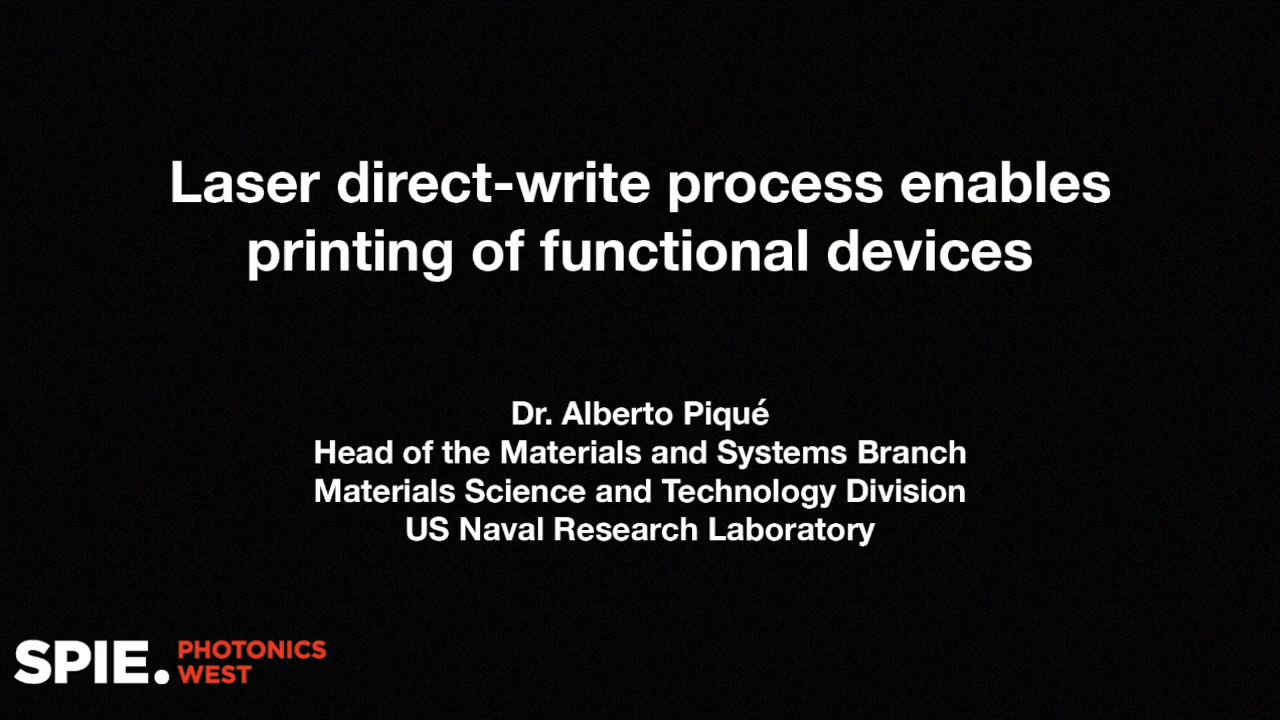 Laser direct-write process enables
printing of functional devices
Dr. Alberto Piqué
Head of the Materials and Systems Branch
Materials Science and Technology Division
US Naval Research Laboratory
SPIE. PHOTONICS
WEST